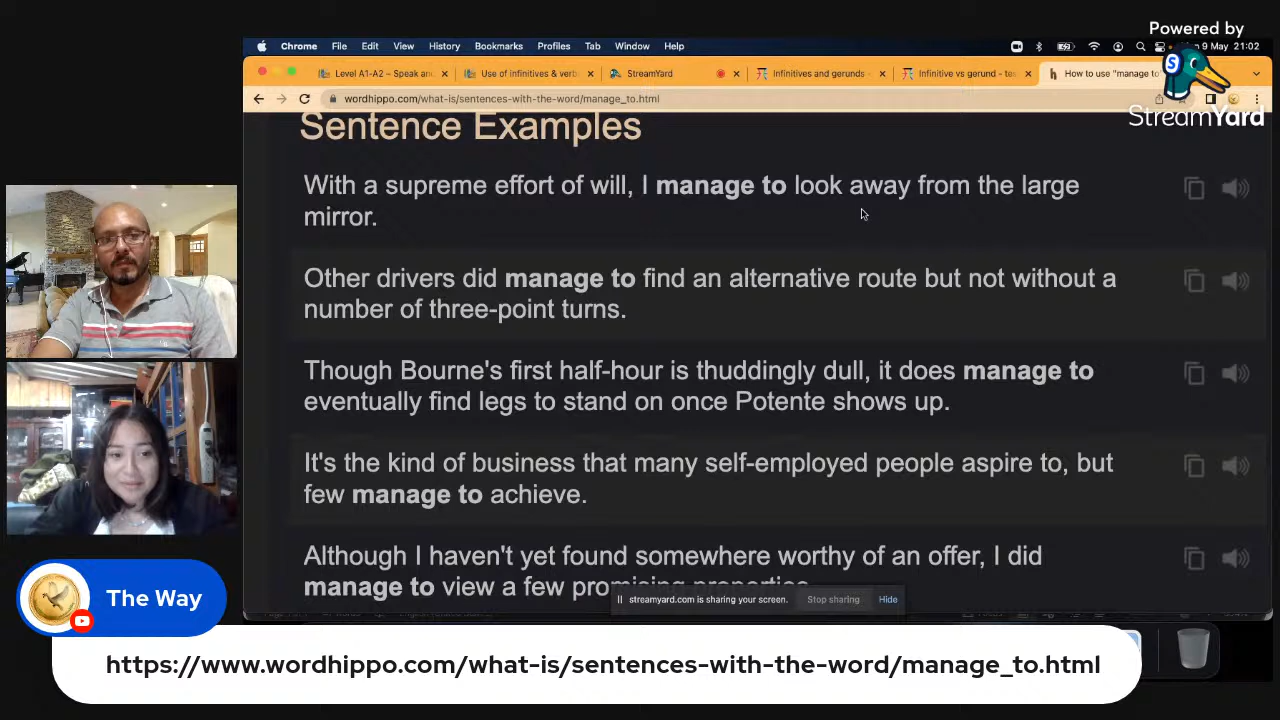 Powered by
StreamYard
Chrome File Edit View History Bookmarks Profiles Tab Window Help
9 May 21:02
Level A1-A2 – Speak an
Use of infinitives & verb
StreamYard
Infinitives and gerunds
Infinitive vs gerund - te
How to use "manage to
wordhippo.com/what-is/sentences-with-the-word/manage_to.html
Sentence Examples
With a supreme effort of will, I manage to look away from the large
mirror.
Other drivers did manage to find an alternative route but not without a
number of three-point turns.
Though Bourne's first half-hour is thuddingly dull, it does manage to
eventually find legs to stand on once Potente shows up.
It's the kind of business that many self-employed people aspire to, but
few manage to achieve.
Although I haven't yet found somewhere worthy of an offer, I did
manage to view a few promising properties.
streamyard.com is sharing your screen. Stop sharing Hide
The Way
https://www.wordhippo.com/what-is/sentences-with-the-word/manage_to.html